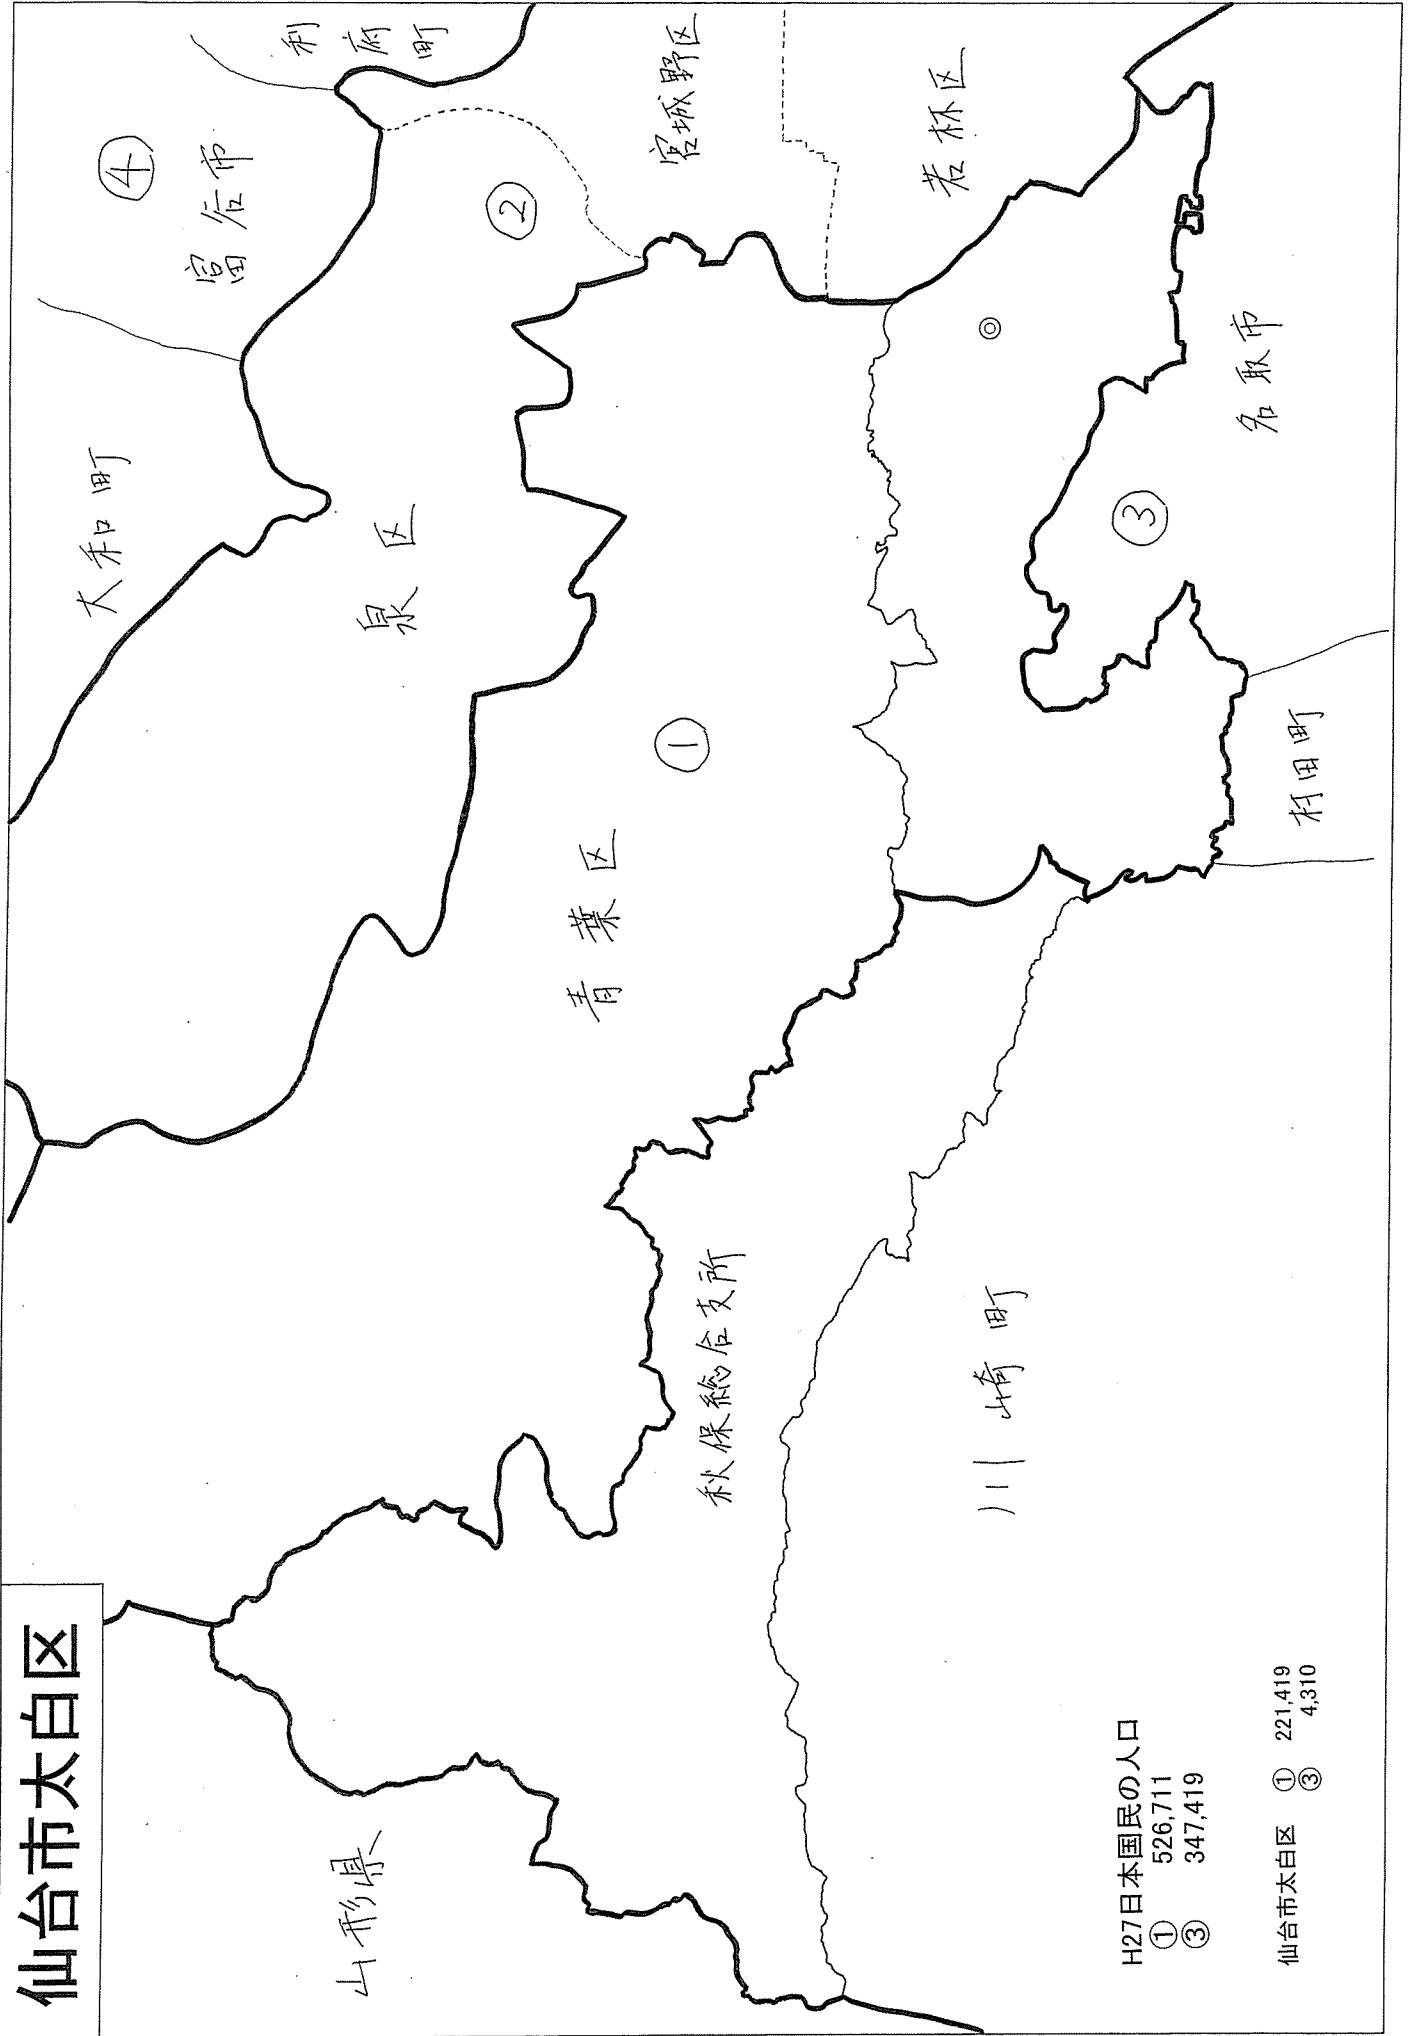 仙台市太白区
山形県
秋保総合支所
川崎町
青葉区
①
泉区
大和町
④
富谷市
利府町
②
宮城野区
若林区
◎
③
名取市
村田町
H27日本国民の人口
① 526,711
③ 347,419
仙台市太白区 ① 221,419
③ 4,310